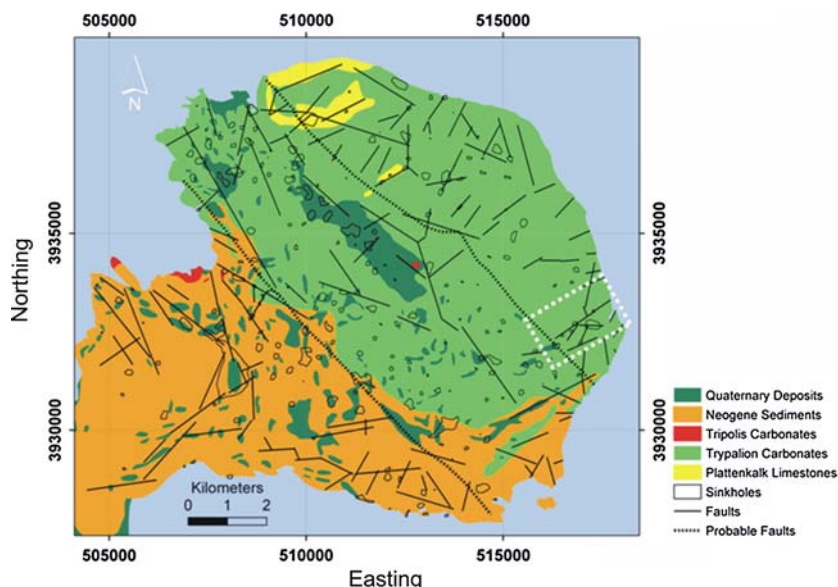 505000 510000 515000
N
Northing
3935000 3935000
3930000 3930000
Quaternary Deposits
Neogene Sediments
Tripolis Carbonates
Trypalion Carbonates
Plattenkalk Limestones
Sinkholes
Faults
Probable Faults
Kilometers
0 1 2
505000 510000 515000
Easting